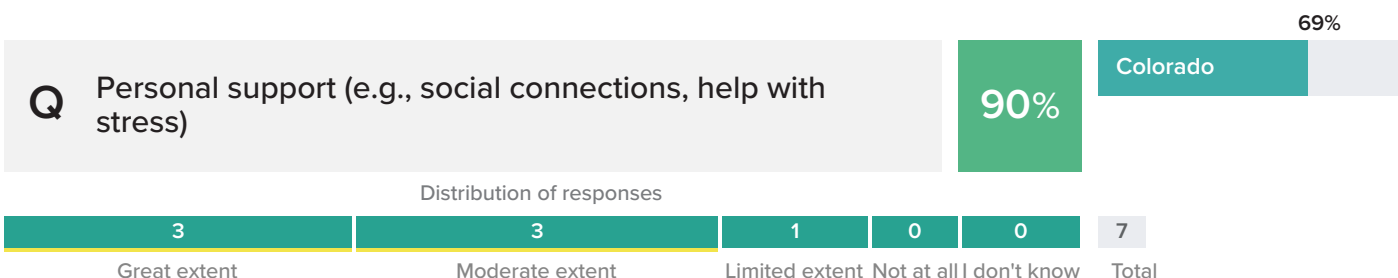 69%
Q Personal support (e.g., social connections, help with
stress)
90%
Colorado
Distribution of responses
3 3 1 0 0 7
Great extent Moderate extent Limited extent Not at all I don't know Total